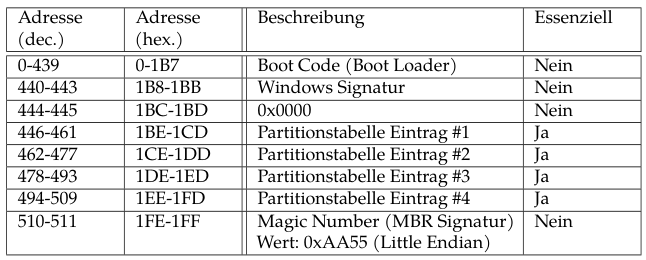 Adresse (dec.) Adresse (hex.) Beschreibung Essenziell
0-439 0-1B7 Boot Code (Boot Loader) Nein
440-443 1B8-1BB Windows Signatur Nein
444-445 1BC-1BD 0x0000 Nein
446-461 1BE-1CD Partitionstabelle Eintrag #1 Ja
462-477 1CE-1DD Partitionstabelle Eintrag #2 Ja
478-493 1DE-1ED Partitionstabelle Eintrag #3 Ja
494-509 1EE-1FD Partitionstabelle Eintrag #4 Ja
510-511 1FE-1FF Magic Number (MBR Signatur) Nein
Wert: 0xAA55 (Little Endian)